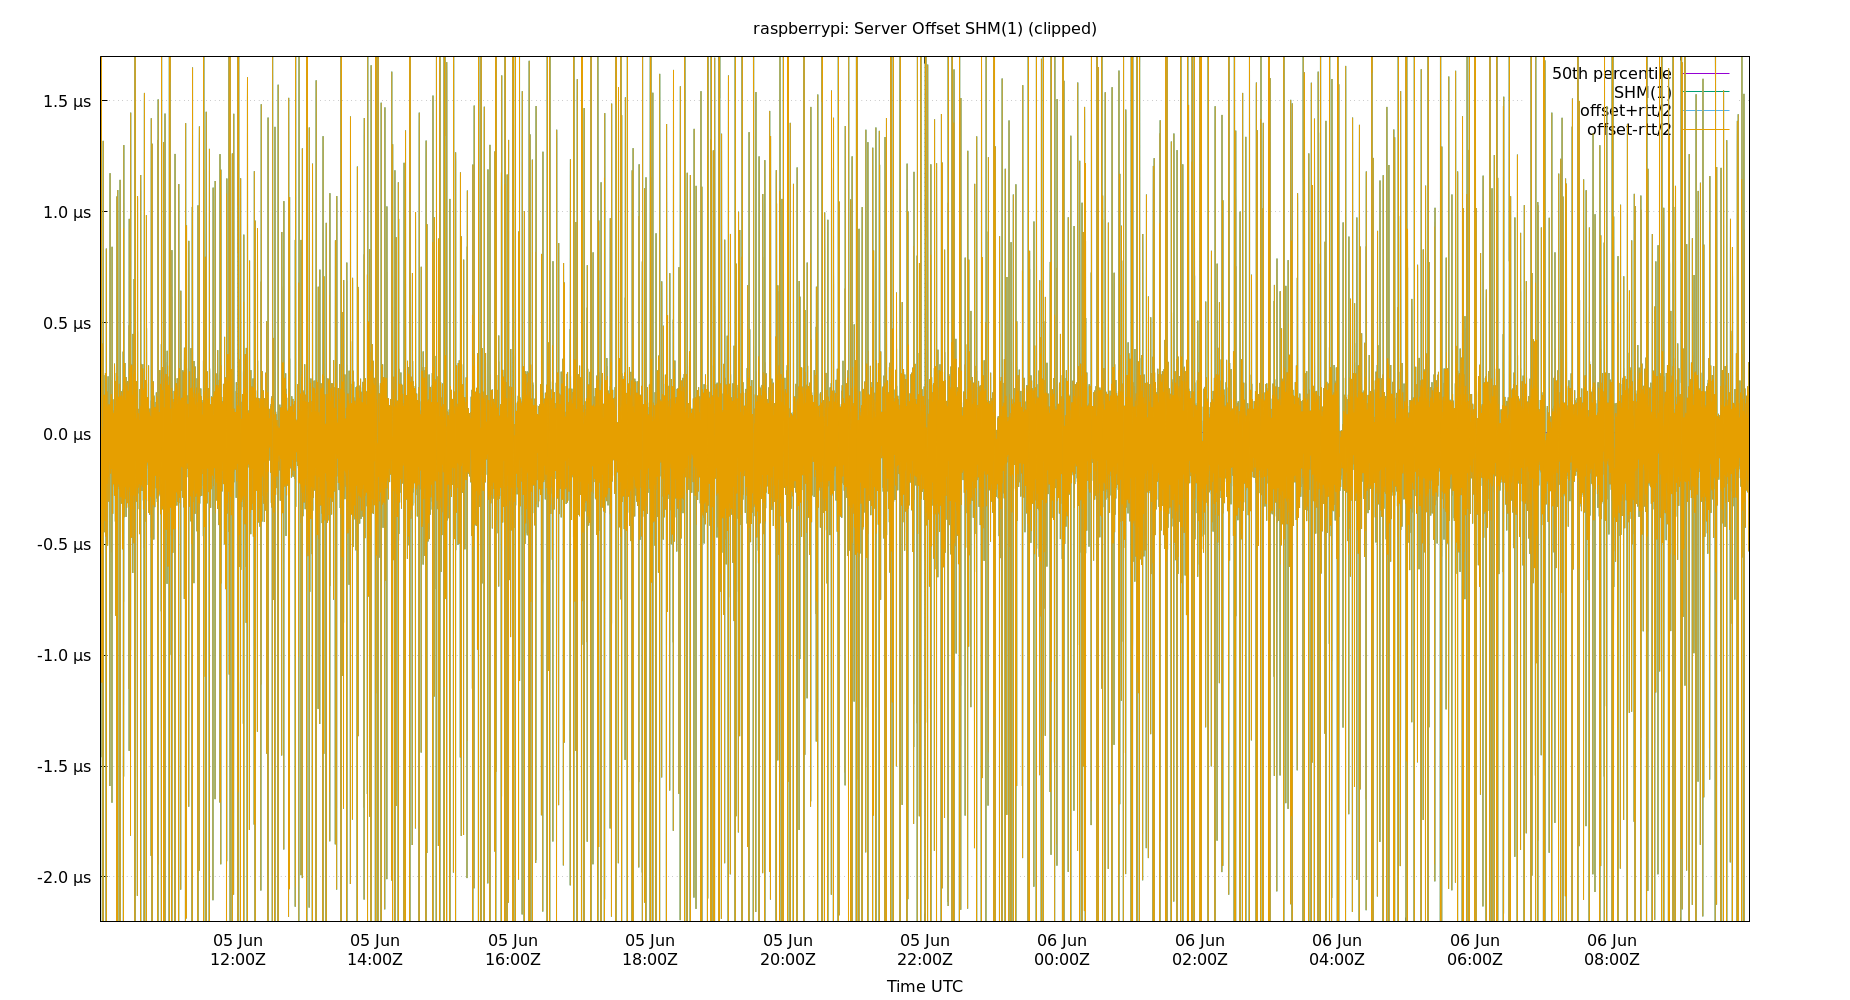 raspberrypi: Server Offset SHM(1) (clipped)
50th percentile
SHM(1)
offset+rtt/2
offset-rtt/2
1.5 µs
1.0 µs
0.5 µs
0.0 µs
-0.5 µs
-1.0 µs
-1.5 µs
-2.0 µs
05 Jun 05 Jun 05 Jun 05 Jun 05 Jun 05 Jun 06 Jun 06 Jun 06 Jun 06 Jun 06 Jun
12:00Z 14:00Z 16:00Z 18:00Z 20:00Z 22:00Z 00:00Z 02:00Z 04:00Z 06:00Z 08:00Z
Time UTC